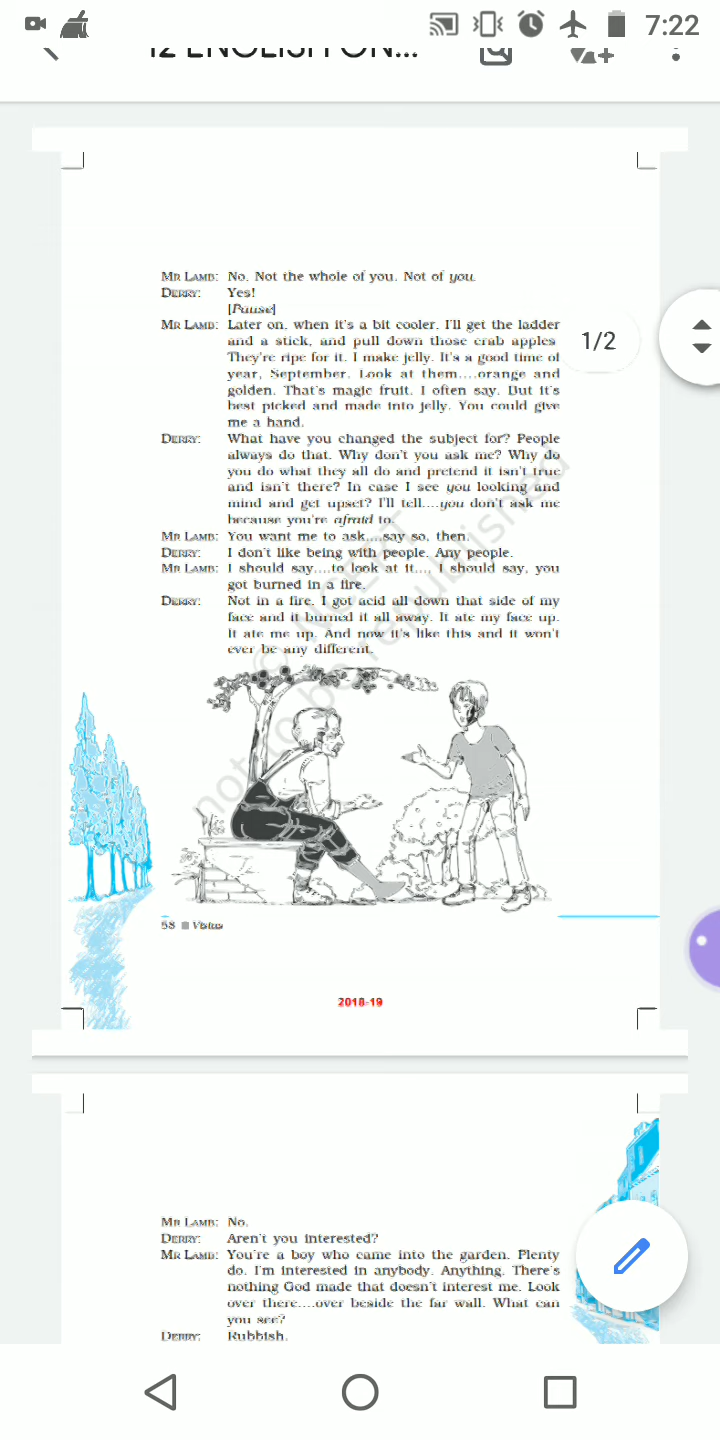 7:22
12 ENGLISH ON...
MR LAMB: No. Not the whole of you. Not of you.
DERRY: Yes!
[Pause]
MR LAMB: Later on, when it's a bit cooler, I'll get the ladder
and a stick, and pull down those crab apples.
They're ripe for it. I make jelly. It's a good time of
year, September. Look at them....orange and
golden. That's magic fruit. I often say. But it's
best picked and made into jelly. You could give
me a hand.
DERRY: What have you changed the subject for? People
always do that. Why don't you ask me? Why do
you do what they all do and pretend it isn't true
and isn't there? In case I see you looking and
mind and get upset? I'll tell....you don't ask me
because you're afraid to.
MR LAMB: You want me to ask....say so, then.
DERRY: I don't like being with people. Any people.
MR LAMB: I should say....to look at it...., I should say, you
got burned in a fire.
DERRY: Not in a fire. I got acid all down that side of my
face and it burned it all away. It ate my face up.
It ate me up. And now it's like this and it won't
ever be any different.
1/2
© NCERT
not to be republished
58 Vistas
2018-19
MR LAMB: No.
DERRY: Aren't you interested?
MR LAMB: You're a boy who came into the garden. Plenty
do. I'm interested in anybody. Anything. There's
nothing God made that doesn't interest me. Look
over there....over beside the far wall. What can
you see?
DERRY: Rubbish.